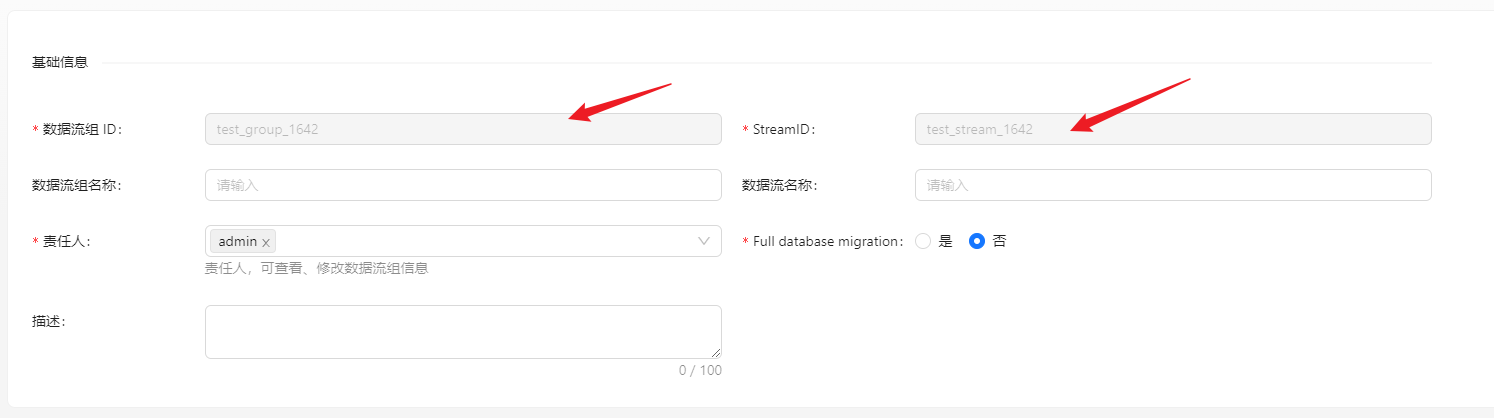 基础信息
* 数据流组 ID： test_group_1642 * StreamID： test_stream_1642
数据流组名称： 请输入 数据流名称： 请输入
* 责任人： admin x * Full database migration： 是 否
责任人，可查看、修改数据流组信息
描述：
0 / 100